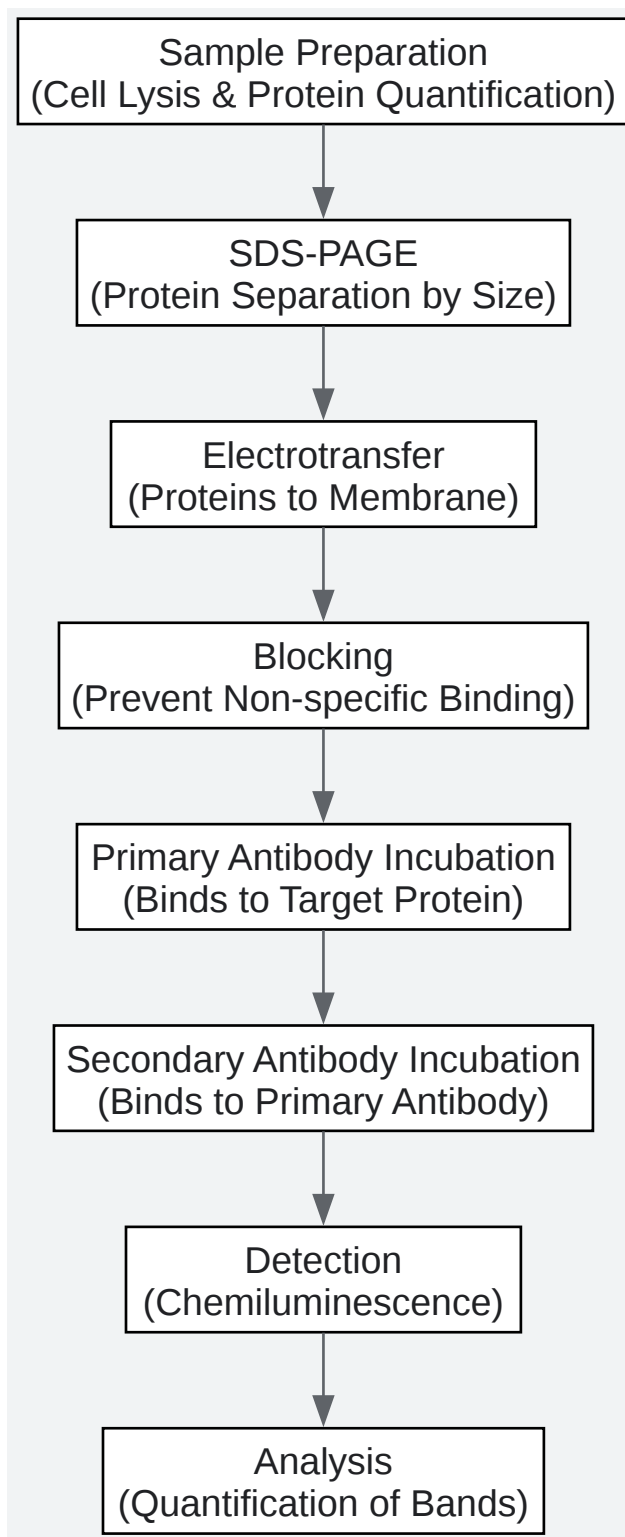 Sample Preparation
(Cell Lysis & Protein Quantification)
SDS-PAGE
(Protein Separation by Size)
Electrotransfer
(Proteins to Membrane)
Blocking
(Prevent Non-specific Binding)
Primary Antibody Incubation
(Binds to Target Protein)
Secondary Antibody Incubation
(Binds to Primary Antibody)
Detection
(Chemiluminescence)
Analysis
(Quantification of Bands)